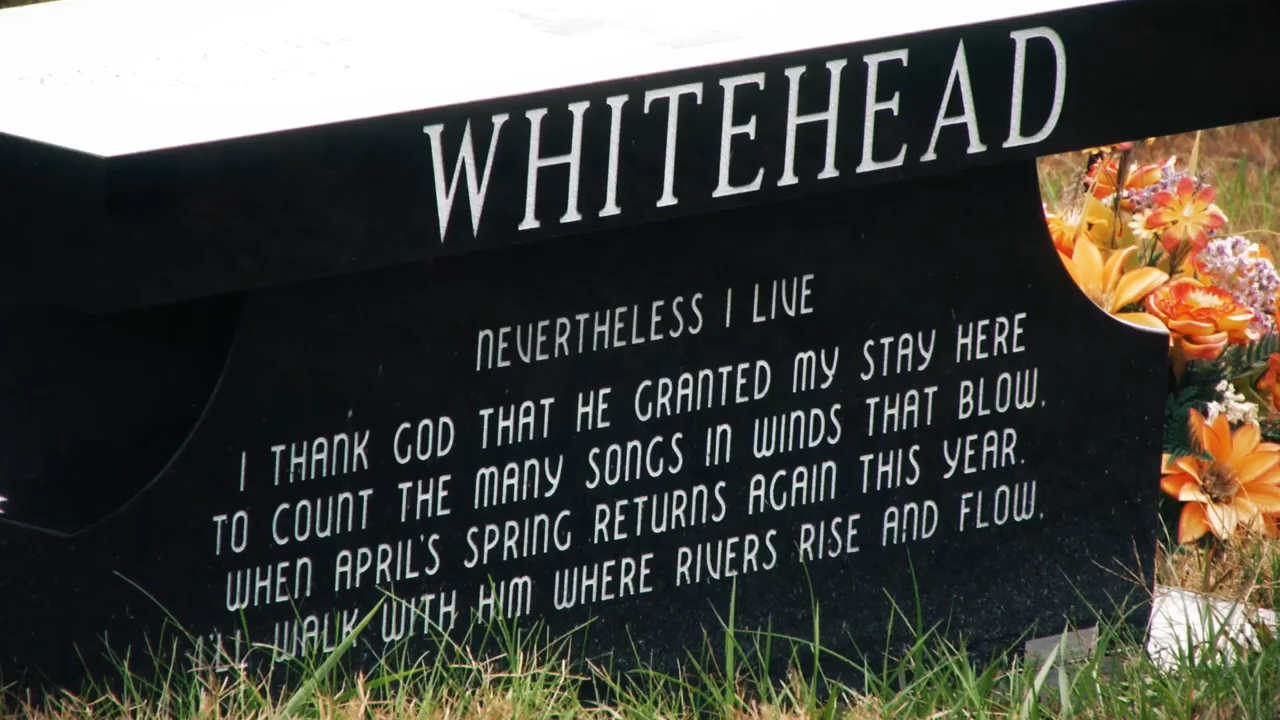 WHITEHEAD
NEVERTHELESS I LIVE
I THANK GOD THAT HE GRANTED MY STAY HERE
TO COUNT THE MANY SONGS IN WINDS THAT BLOW.
WHEN APRIL'S SPRING RETURNS AGAIN THIS YEAR.
I'LL WALK WITH HIM WHERE RIVERS RISE AND FLOW.